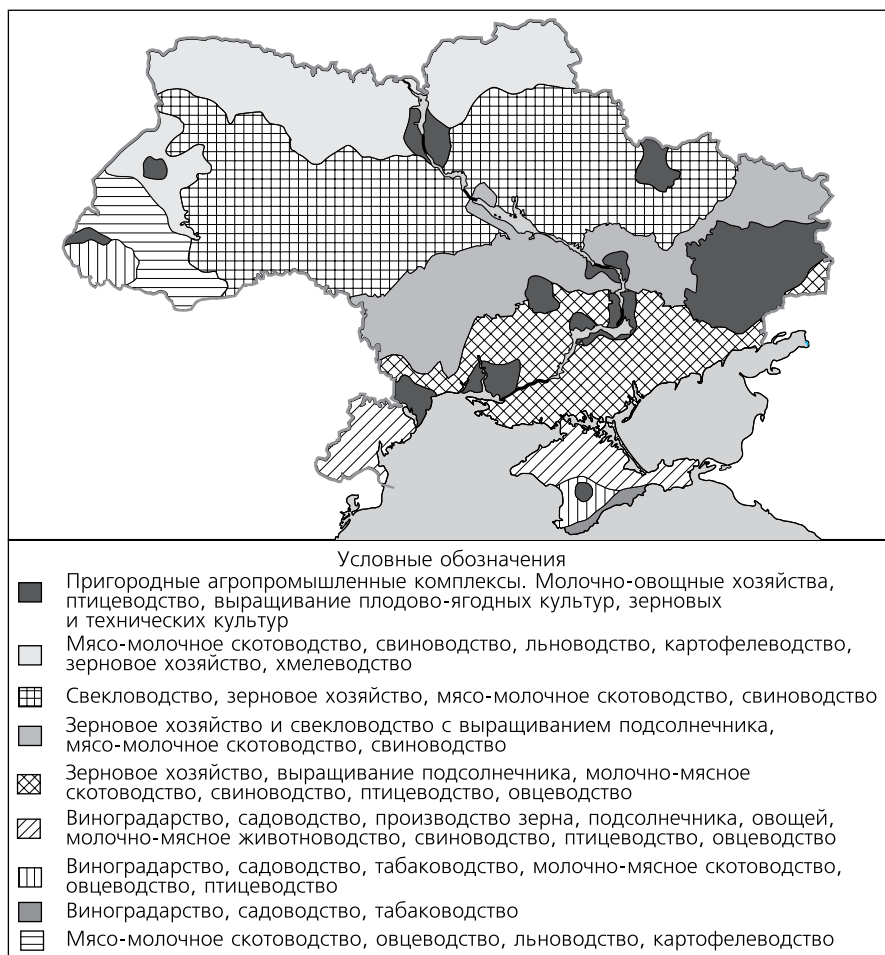 Условные обозначения
Пригородные агропромышленные комплексы. Молочно-овощные хозяйства,
птицеводство, выращивание плодово-ягодных культур, зерновых
и технических культур
Мясо-молочное скотоводство, свиноводство, льноводство, картофелеводство,
зерновое хозяйство, хмелеводство
Свекловодство, зерновое хозяйство, мясо-молочное скотоводство, свиноводство
Зерновое хозяйство и свекловодство с выращиванием подсолнечника,
мясо-молочное скотоводство, свиноводство
Зерновое хозяйство, выращивание подсолнечника, молочно-мясное
скотоводство, свиноводство, птицеводство, овцеводство
Виноградарство, садоводство, производство зерна, подсолнечника, овощей,
молочно-мясное животноводство, свиноводство, птицеводство, овцеводство
Виноградарство, садоводство, табаководство, молочно-мясное скотоводство,
овцеводство, птицеводство
Виноградарство, садоводство, табаководство
Мясо-молочное скотоводство, овцеводство, льноводство, картофелеводство